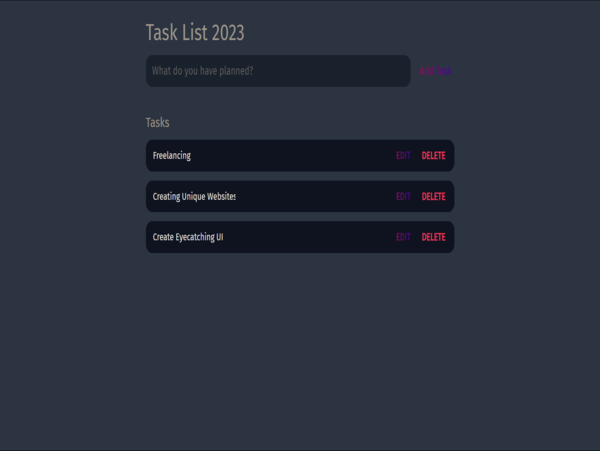 Task List 2023
What do you have planned?
Add task
Tasks
Freelancing EDIT DELETE
Creating Unique Websites EDIT DELETE
Create Eyecatching UI EDIT DELETE